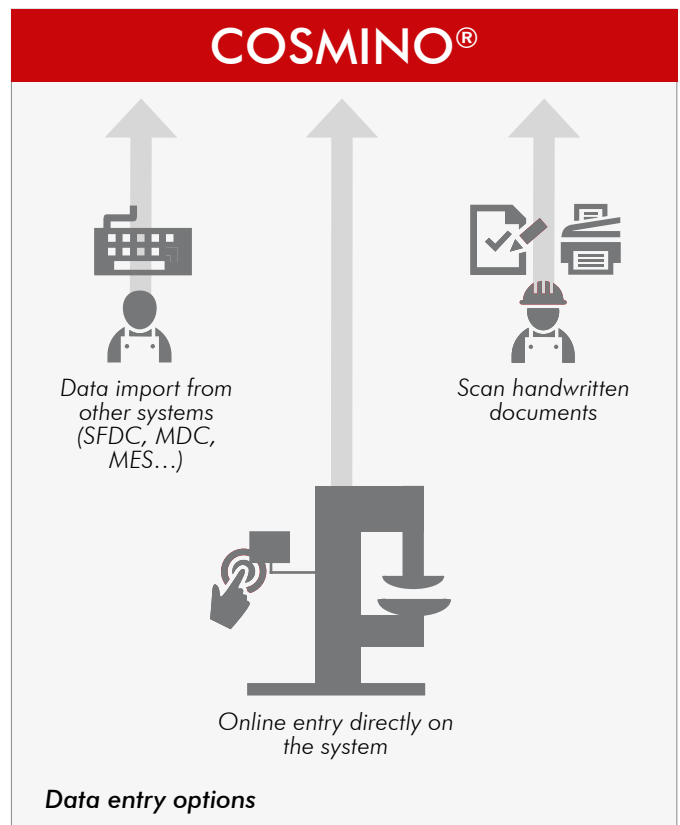 COSMINO®
Data import from
other systems
(SFDC, MDC,
MES...)
Scan handwritten
documents
Online entry directly on
the system
Data entry options